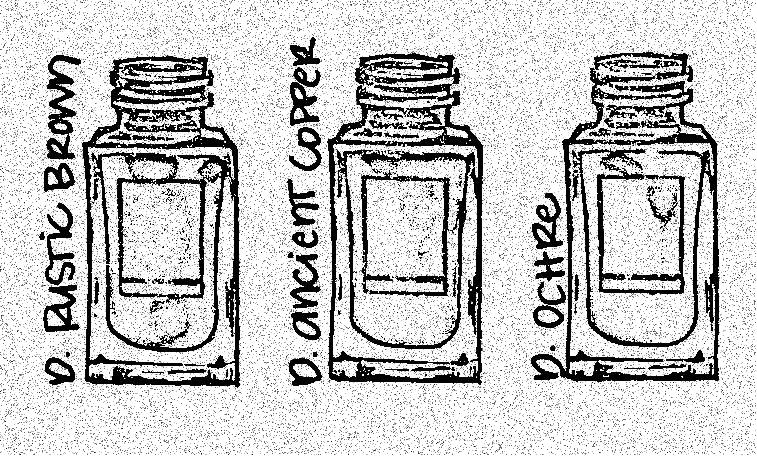 D. RUSTIC BROWN
D. ANCIENT COPPER
D. OCHRE